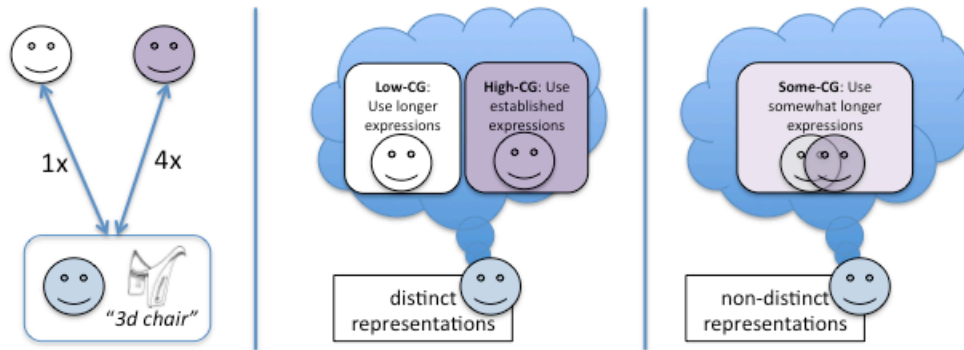 1x
4x
"3d chair"
Low-CG:
Use longer
expressions
High-CG: Use
established
expressions
distinct
representations
Some-CG: Use
somewhat longer
expressions
non-distinct
representations